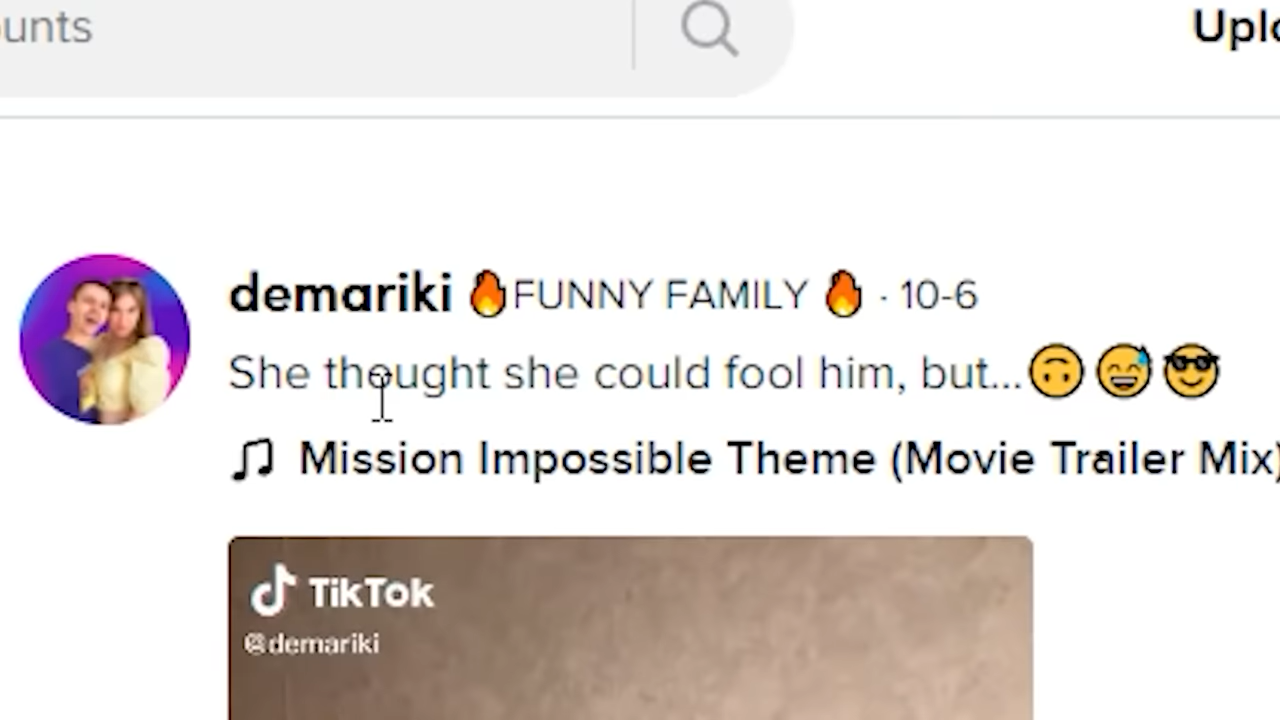 unts
Uplo
demariki 🔥FUNNY FAMILY 🔥 · 10-6
She thought she could fool him, but...🙃😅😎
♫ Mission Impossible Theme (Movie Trailer Mix)
TikTok
@demariki